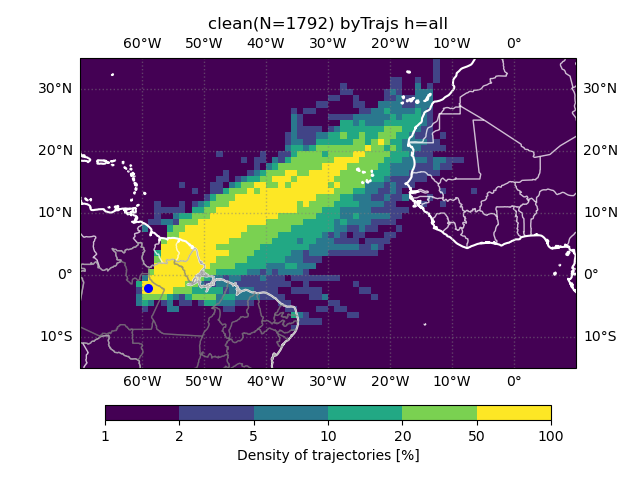 clean(N=1792) byTrajs h=all
60°W 50°W 40°W 30°W 20°W 10°W 0°
30°N 30°N
20°N 20°N
10°N 10°N
0° 0°
10°S 10°S
60°W 50°W 40°W 30°W 20°W 10°W 0°
1 2 5 10 20 50 100
Density of trajectories [%]